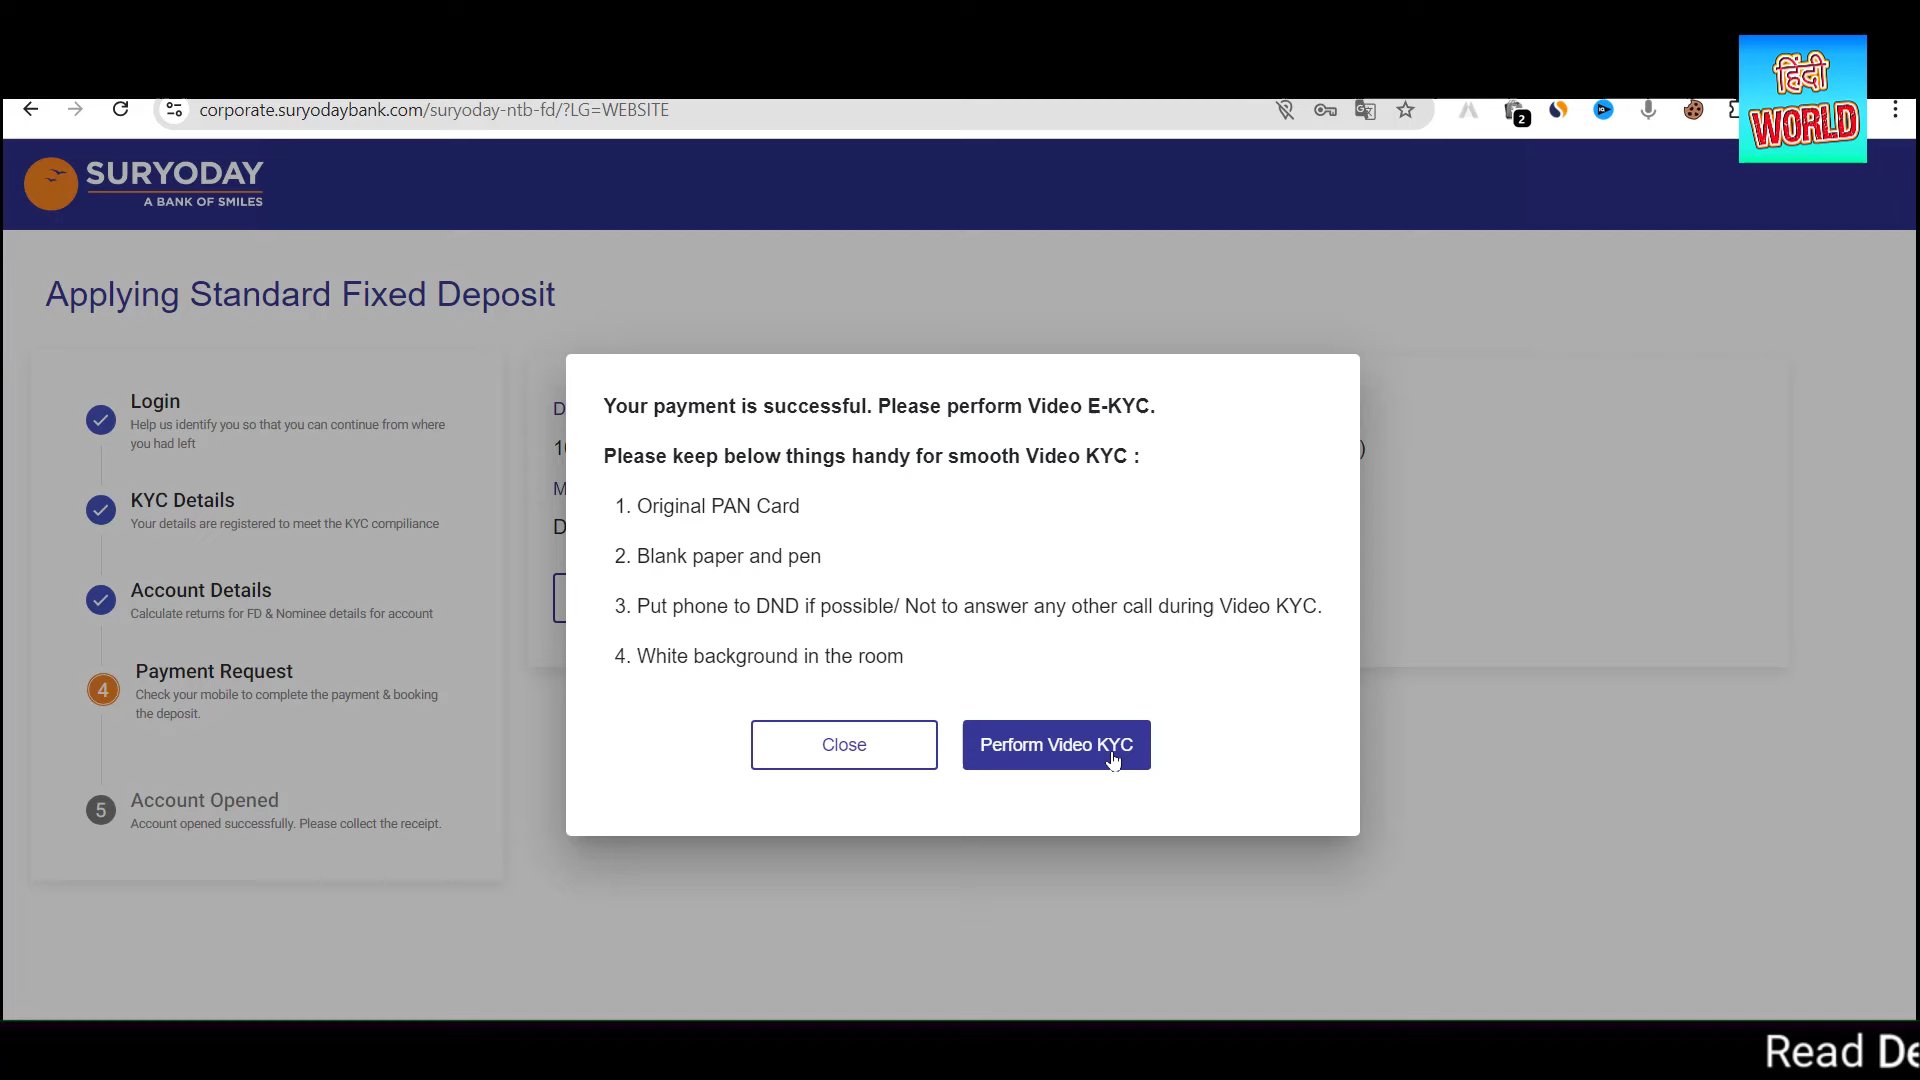 हिंदी
WORLD
corporate.suryodaybank.com/suryoday-ntb-fd/?LG=WEBSITE
2
SURYODAY
A BANK OF SMILES
Applying Standard Fixed Deposit
Login
Help us identify you so that you can continue from where
you had left
KYC Details
Your details are registered to meet the KYC compiliance
Account Details
Calculate returns for FD & Nominee details for account
4
Payment Request
Check your mobile to complete the payment & booking
the deposit.
5
Account Opened
Account opened successfully. Please collect the receipt.
Your payment is successful. Please perform Video E-KYC.
Please keep below things handy for smooth Video KYC :
1. Original PAN Card
2. Blank paper and pen
3. Put phone to DND if possible/ Not to answer any other call during Video KYC.
4. White background in the room
Close
Perform Video KYC
Read De